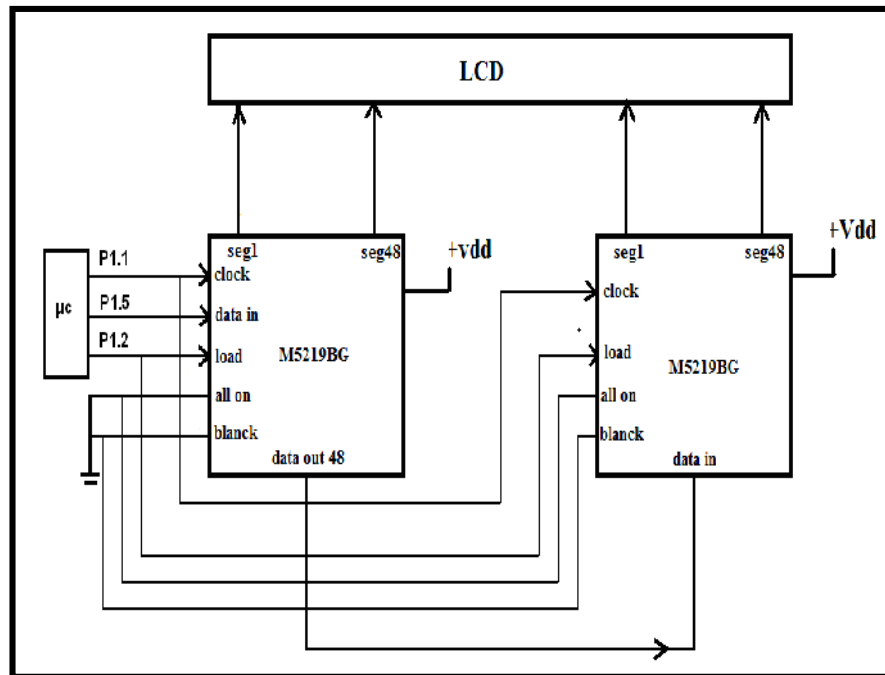 LCD
seg1
seg48
+vdd
seg1
seg48
+Vdd
P1.1
clock
clock
P1.5
data in
μc
P1.2
load
M5219BG
load
M5219BG
all on
all on
blanck
blanck
data out 48
data in